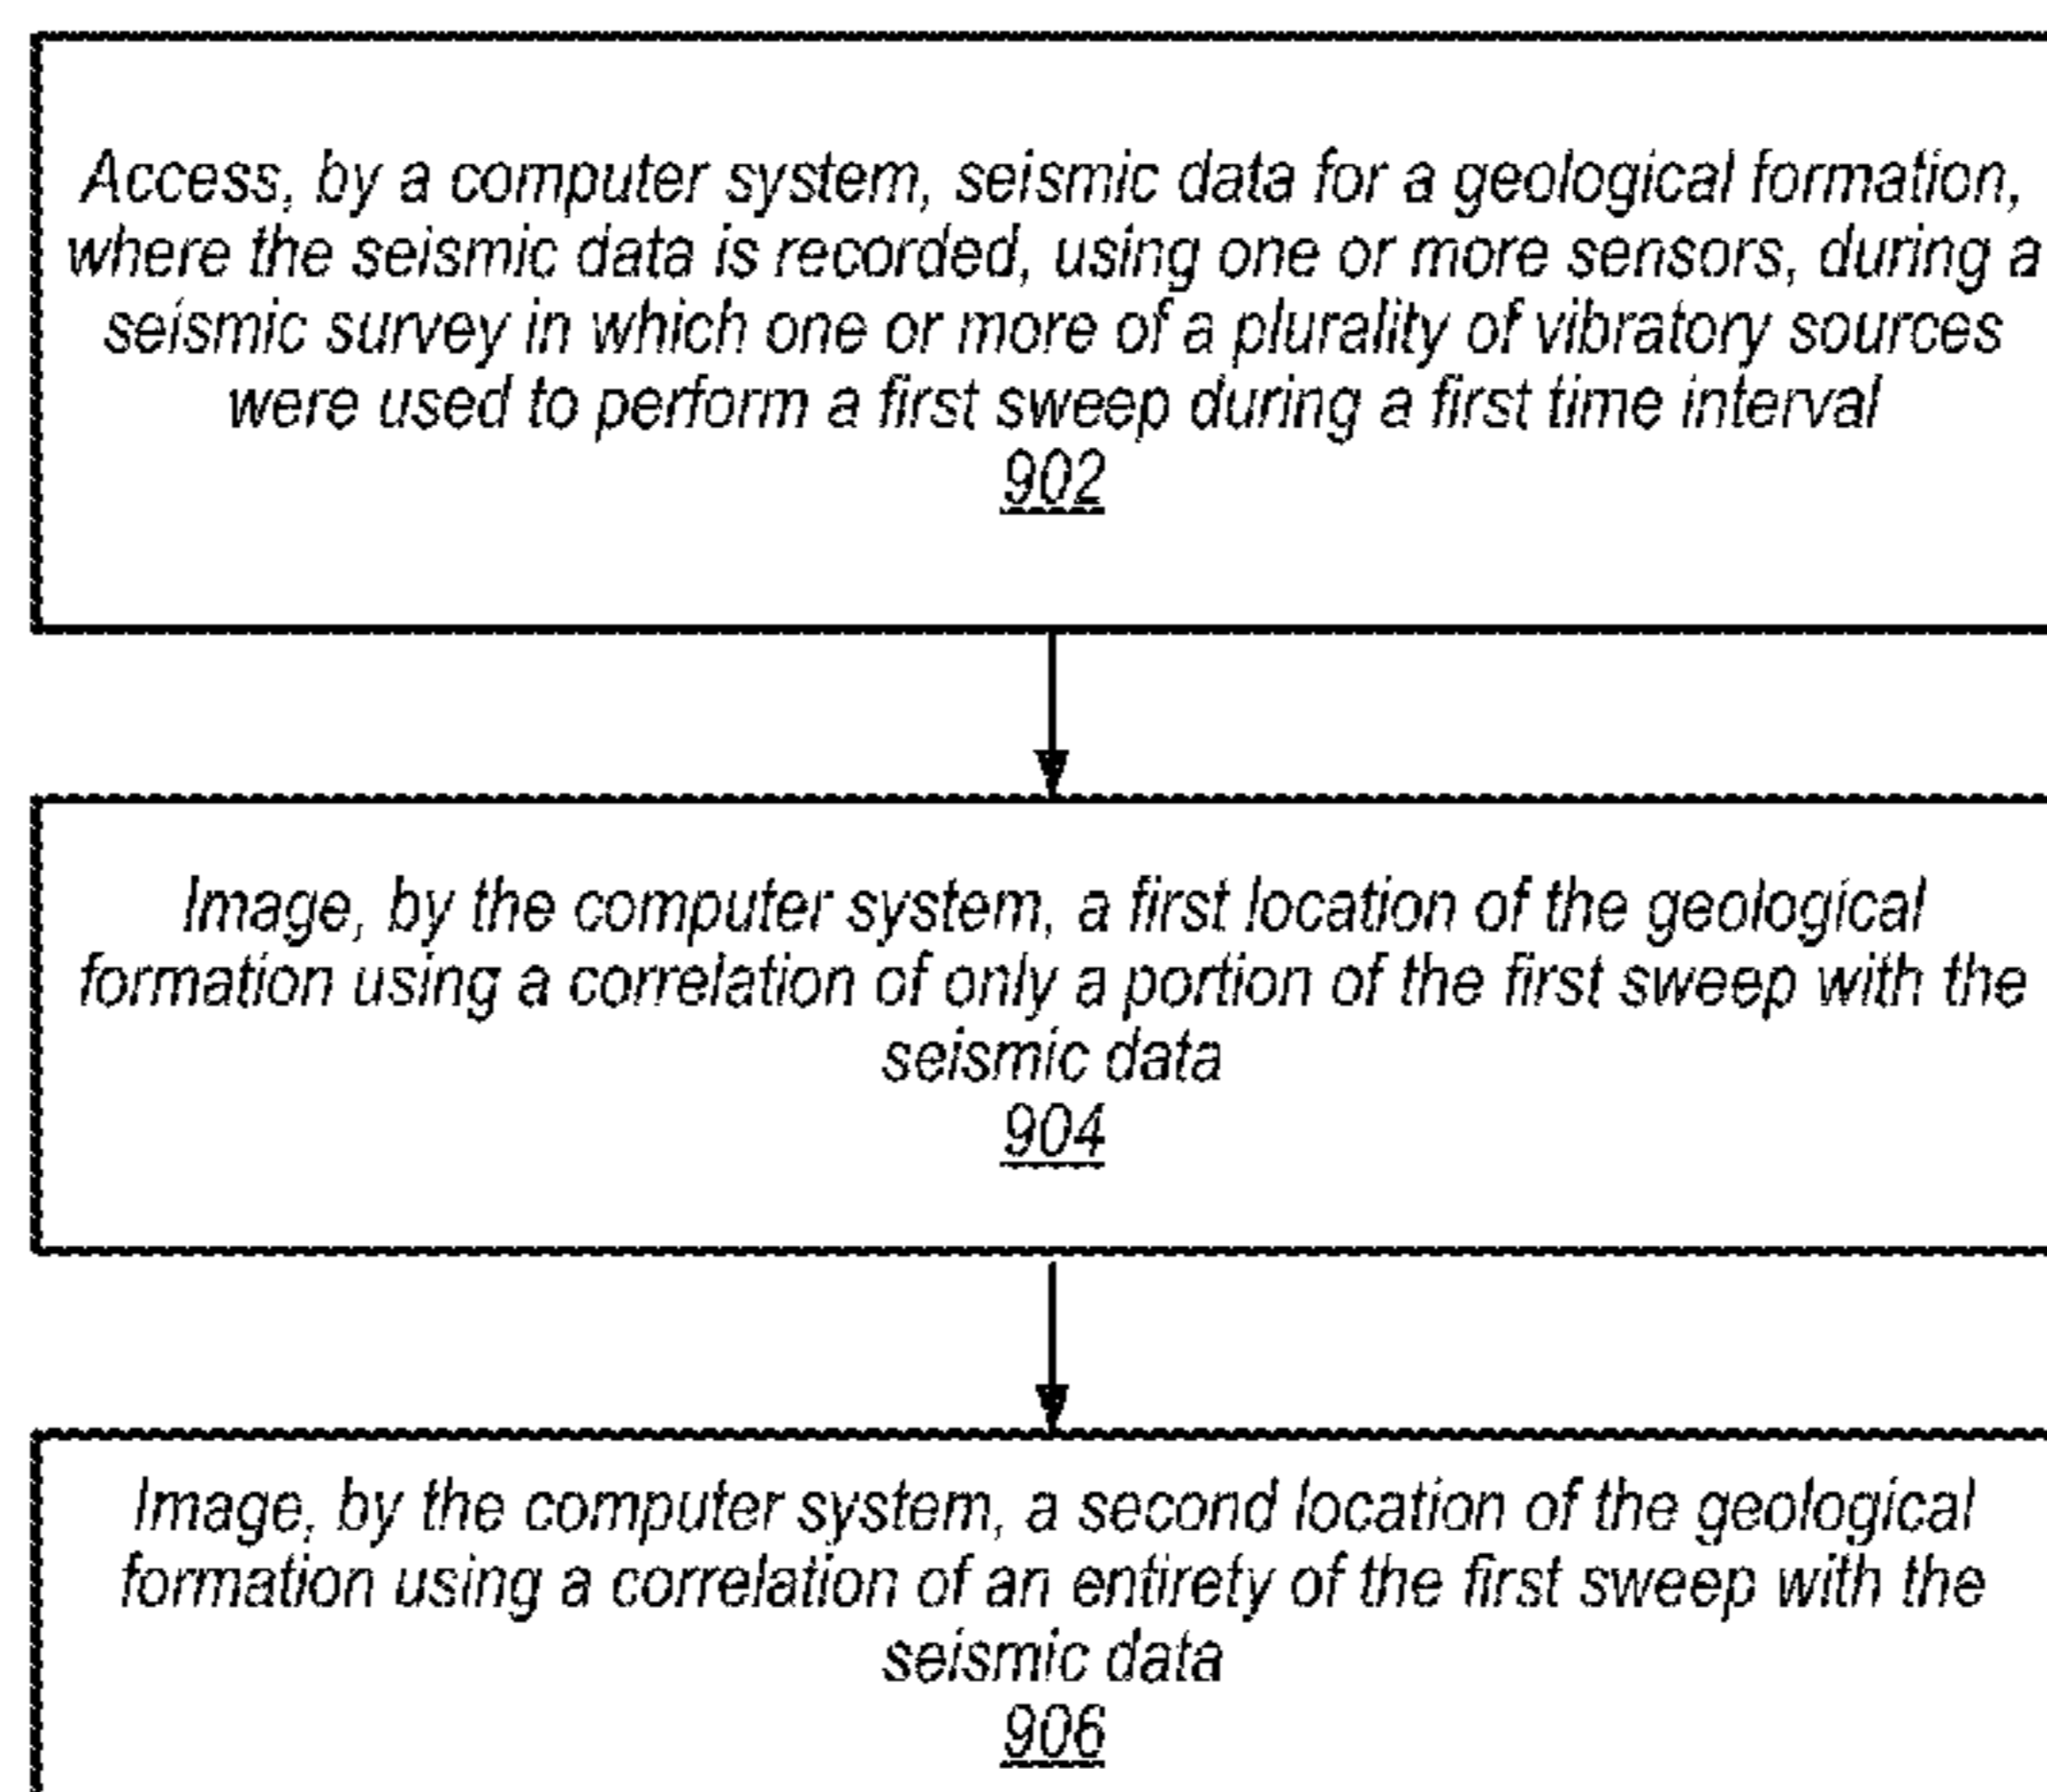 Access, by a computer system, seismic data for a geological formation,
where the seismic data is recorded, using one or more sensors, during a
seismic survey in which one or more of a plurality of vibratory sources
were used to perform a first sweep during a first time interval
902
Image, by the computer system, a first location of the geological
formation using a correlation of only a portion of the first sweep with the
seismic data
904
Image, by the computer system, a second location of the geological
formation using a correlation of an entirety of the first sweep with the
seismic data
906